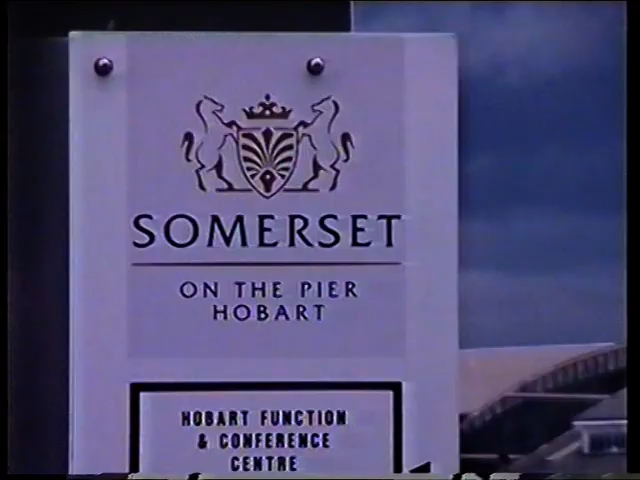 SOMERSET
ON THE PIER
HOBART
HOBART FUNCTION
& CONFERENCE
CENTRE